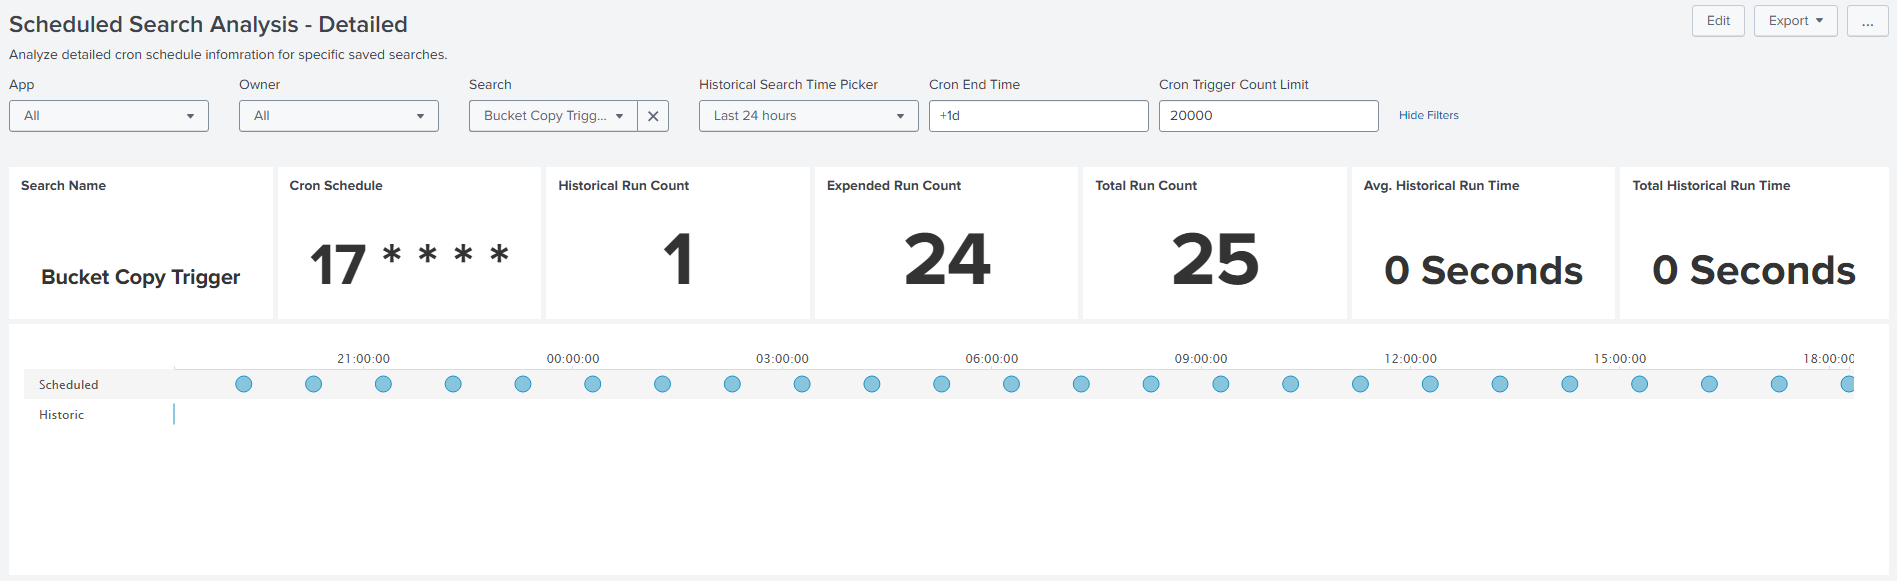 Scheduled Search Analysis - Detailed
Edit
Export
...
Analyze detailed cron schedule infomration for specific saved searches.
App
Owner
Search
Historical Search Time Picker
Cron End Time
Cron Trigger Count Limit
All
All
Bucket Copy Trigg...
Last 24 hours
+1d
20000
Hide Filters
Search Name
Cron Schedule
Historical Run Count
Expended Run Count
Total Run Count
Avg. Historical Run Time
Total Historical Run Time
Bucket Copy Trigger
17 * * * *
1
24
25
0 Seconds
0 Seconds
21:00:00
00:00:00
03:00:00
06:00:00
09:00:00
12:00:00
15:00:00
18:00:00
Scheduled
Historic